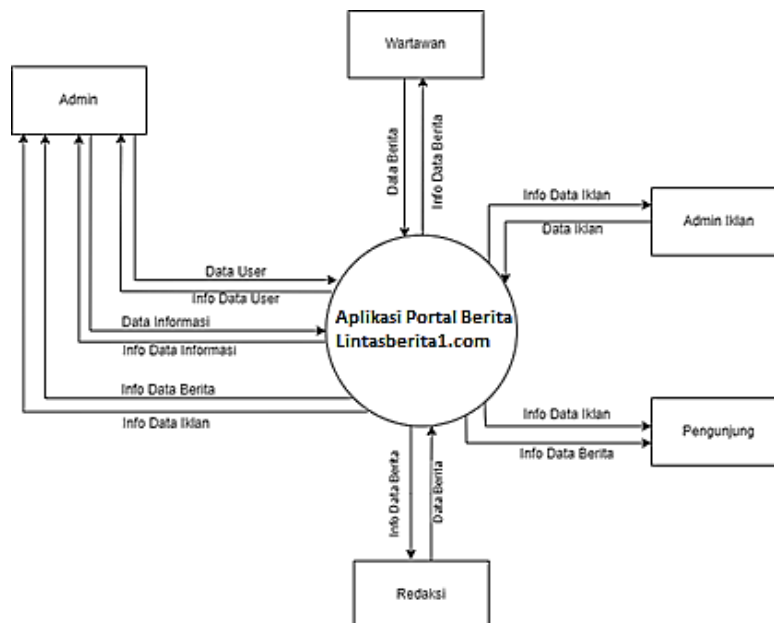 Wartawan
Admin
Data Berita
Info Data Berita
Info Data Iklan
Data Iklan
Admin Iklan
Data User
Info Data User
Data Informasi
Info Data Informasi
Info Data Berita
Info Data Iklan
Aplikasi Portal Berita
Lintasberita1.com
Info Data Iklan
Info Data Berita
Pengunjung
Info Data Berita
Data Berita
Redaksi